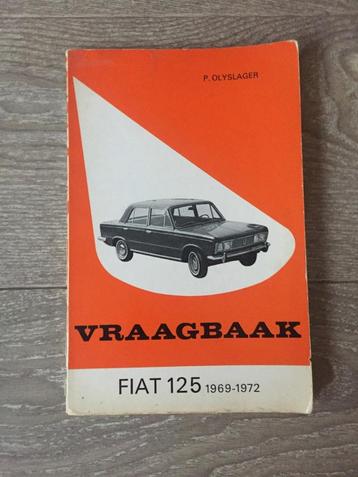 P. OLYSLAGER
VRAAGBAAK
FIAT 125 1969-1972